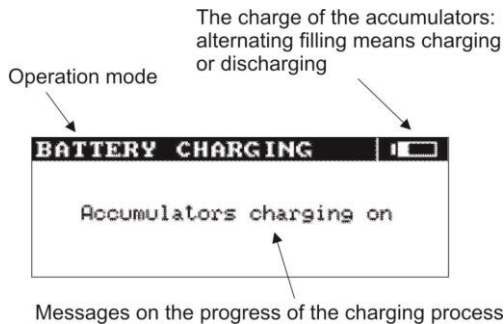 The charge of the accumulators:
alternating filling means charging
or discharging
Operation mode
BATTERY CHARGING
Accumulators charging on
Messages on the progress of the charging process